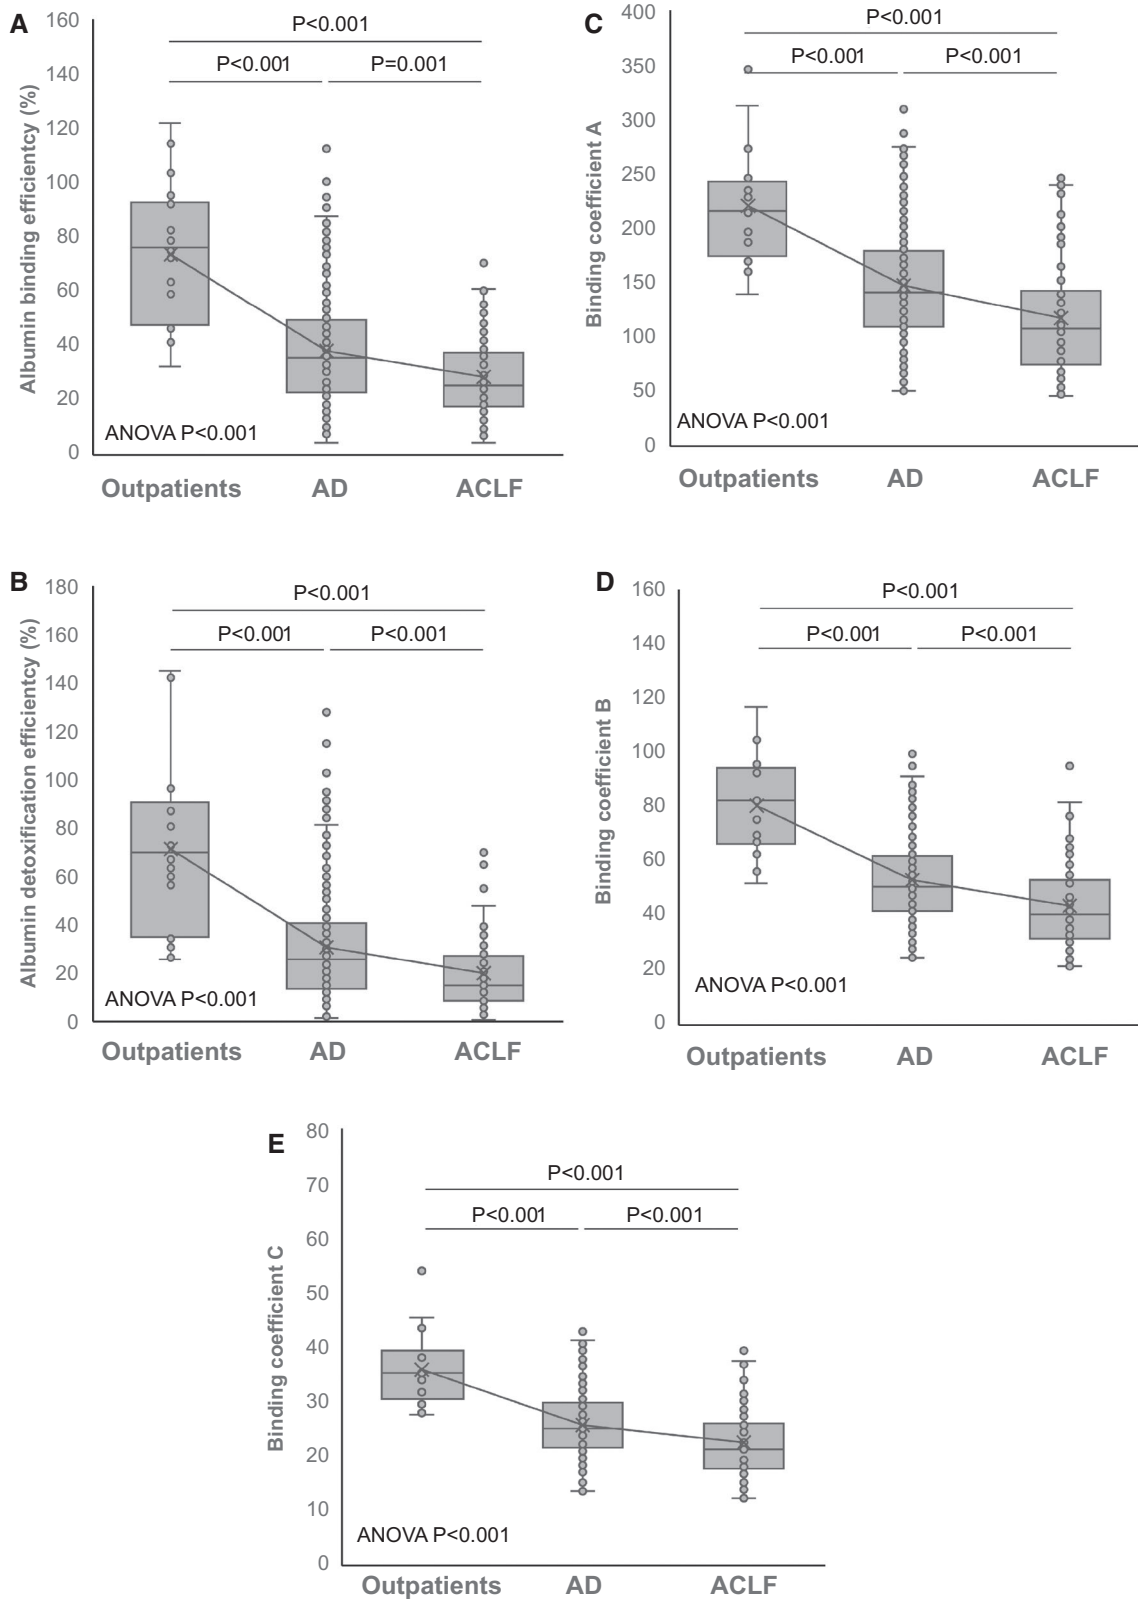 A
Albumin binding efficientcy (%)
160
140
120
100
80
60
40
20
0
P<0.001
P<0.001
P=0.001
ANOVA P<0.001
Outpatients
AD
ACLF
C
Binding coefficient A
400
350
300
250
200
150
100
50
0
P<0.001
P<0.001
P<0.001
ANOVA P<0.001
Outpatients
AD
ACLF
B
Albumin detoxification efficientcy (%)
180
160
140
120
100
80
60
40
20
0
P<0.001
P<0.001
P<0.001
ANOVA P<0.001
Outpatients
AD
ACLF
D
Binding coefficient B
160
140
120
100
80
60
40
20
0
P<0.001
P<0.001
P<0.001
ANOVA P<0.001
Outpatients
AD
ACLF
E
Binding coefficient C
80
70
60
50
40
30
20
10
0
P<0.001
P<0.001
P<0.001
ANOVA P<0.001
Outpatients
AD
ACLF